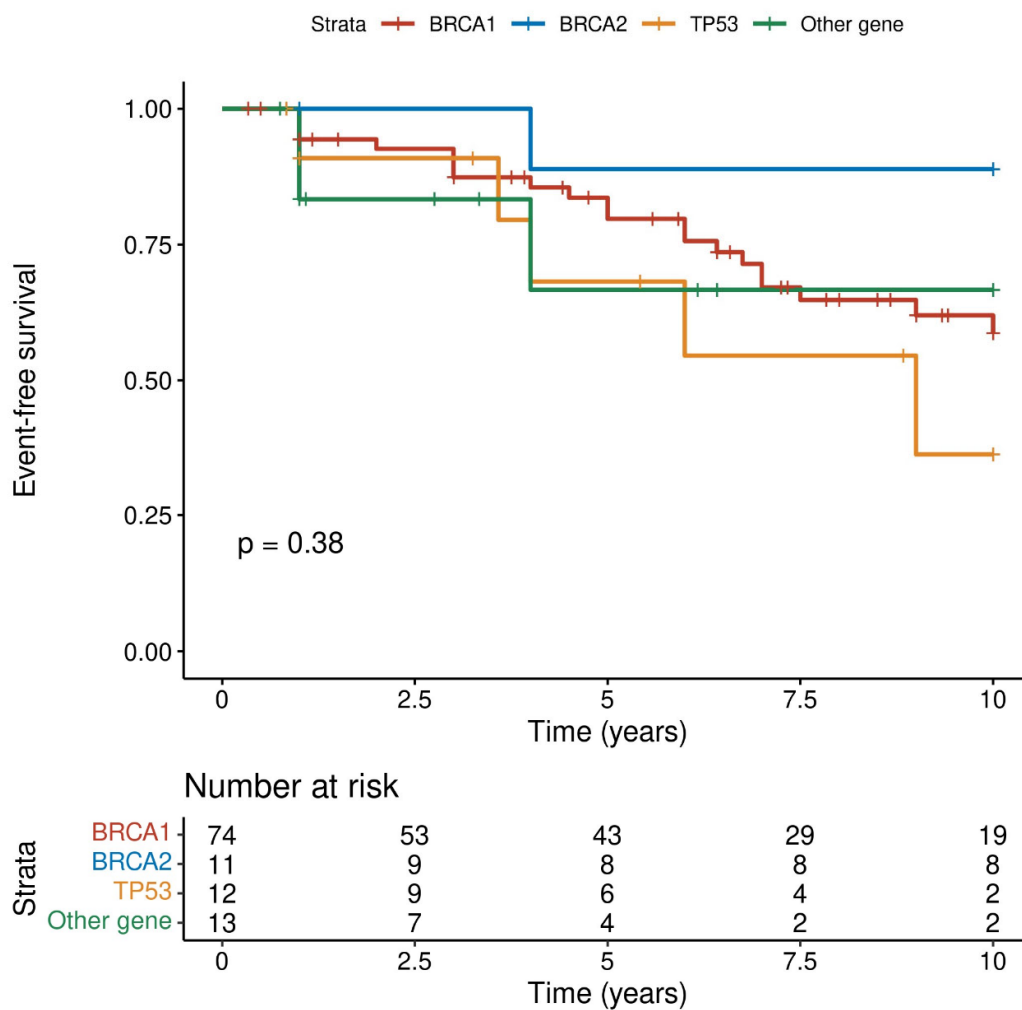 Strata BRCA1 BRCA2 TP53 Other gene
1.00
0.75
0.50
0.25
0.00
Event-free survival
p = 0.38
0 2.5 5 7.5 10
Time (years)
Number at risk
Strata
BRCA1 74 53 43 29 19
BRCA2 11 9 8 8 8
TP53 12 9 6 4 2
Other gene 13 7 4 2 2
0 2.5 5 7.5 10
Time (years)